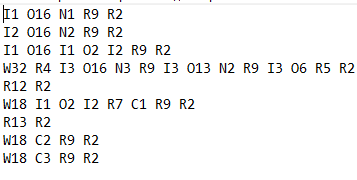 I1 O16 N1 R9 R2
I2 O16 N2 R9 R2
I1 O16 I1 O2 I2 R9 R2
W32 R4 I3 O16 N3 R9 I3 O13 N2 R9 I3 O6 R5 R2
R12 R2
W18 I1 O2 I2 R7 C1 R9 R2
R13 R2
W18 C2 R9 R2
W18 C3 R9 R2